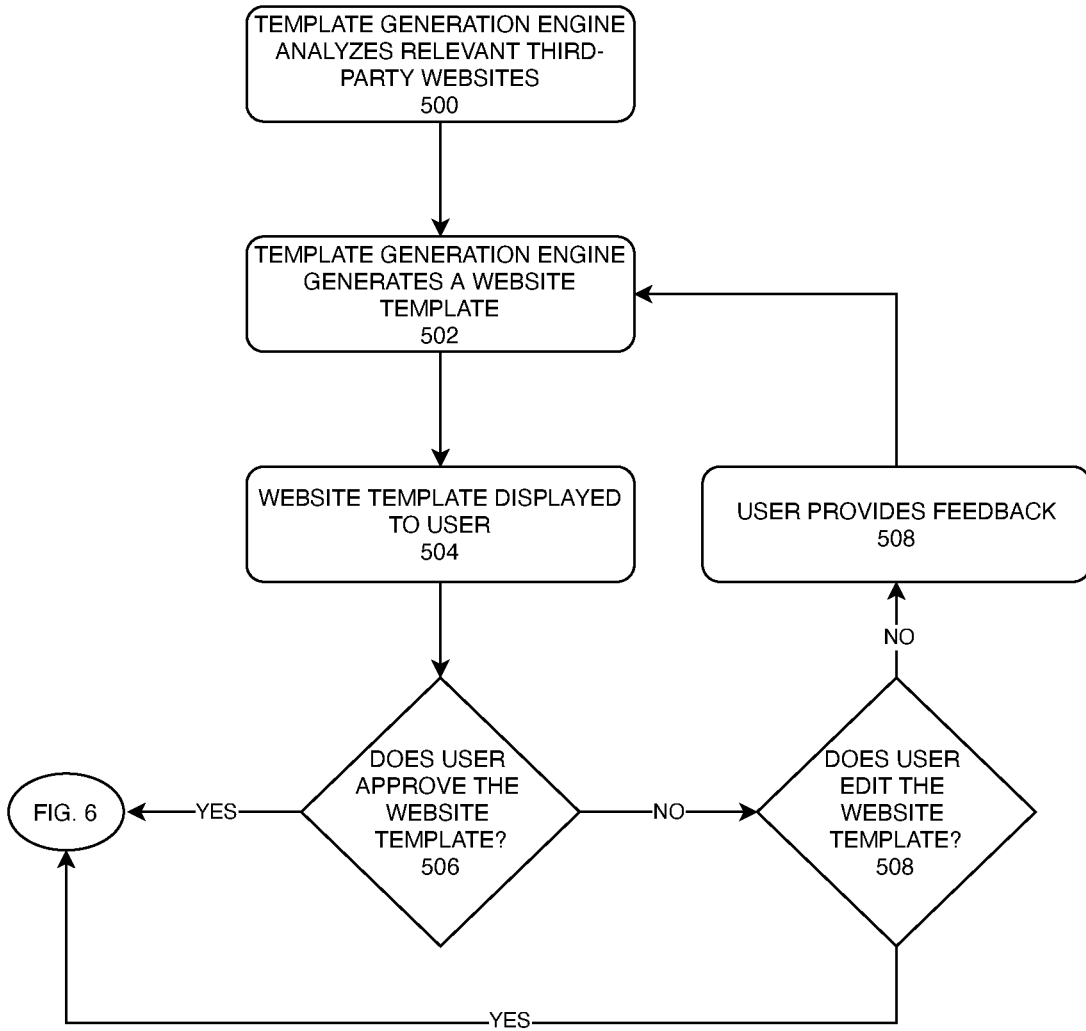 TEMPLATE GENERATION ENGINE
ANALYZES RELEVANT THIRD-
PARTY WEBSITES
500
TEMPLATE GENERATION ENGINE
GENERATES A WEBSITE
TEMPLATE
502
WEBSITE TEMPLATE DISPLAYED
TO USER
504
USER PROVIDES FEEDBACK
508
NO
DOES USER
APPROVE THE
WEBSITE
TEMPLATE?
506
DOES USER
EDIT THE
WEBSITE
TEMPLATE?
508
FIG. 6
YES
NO
YES